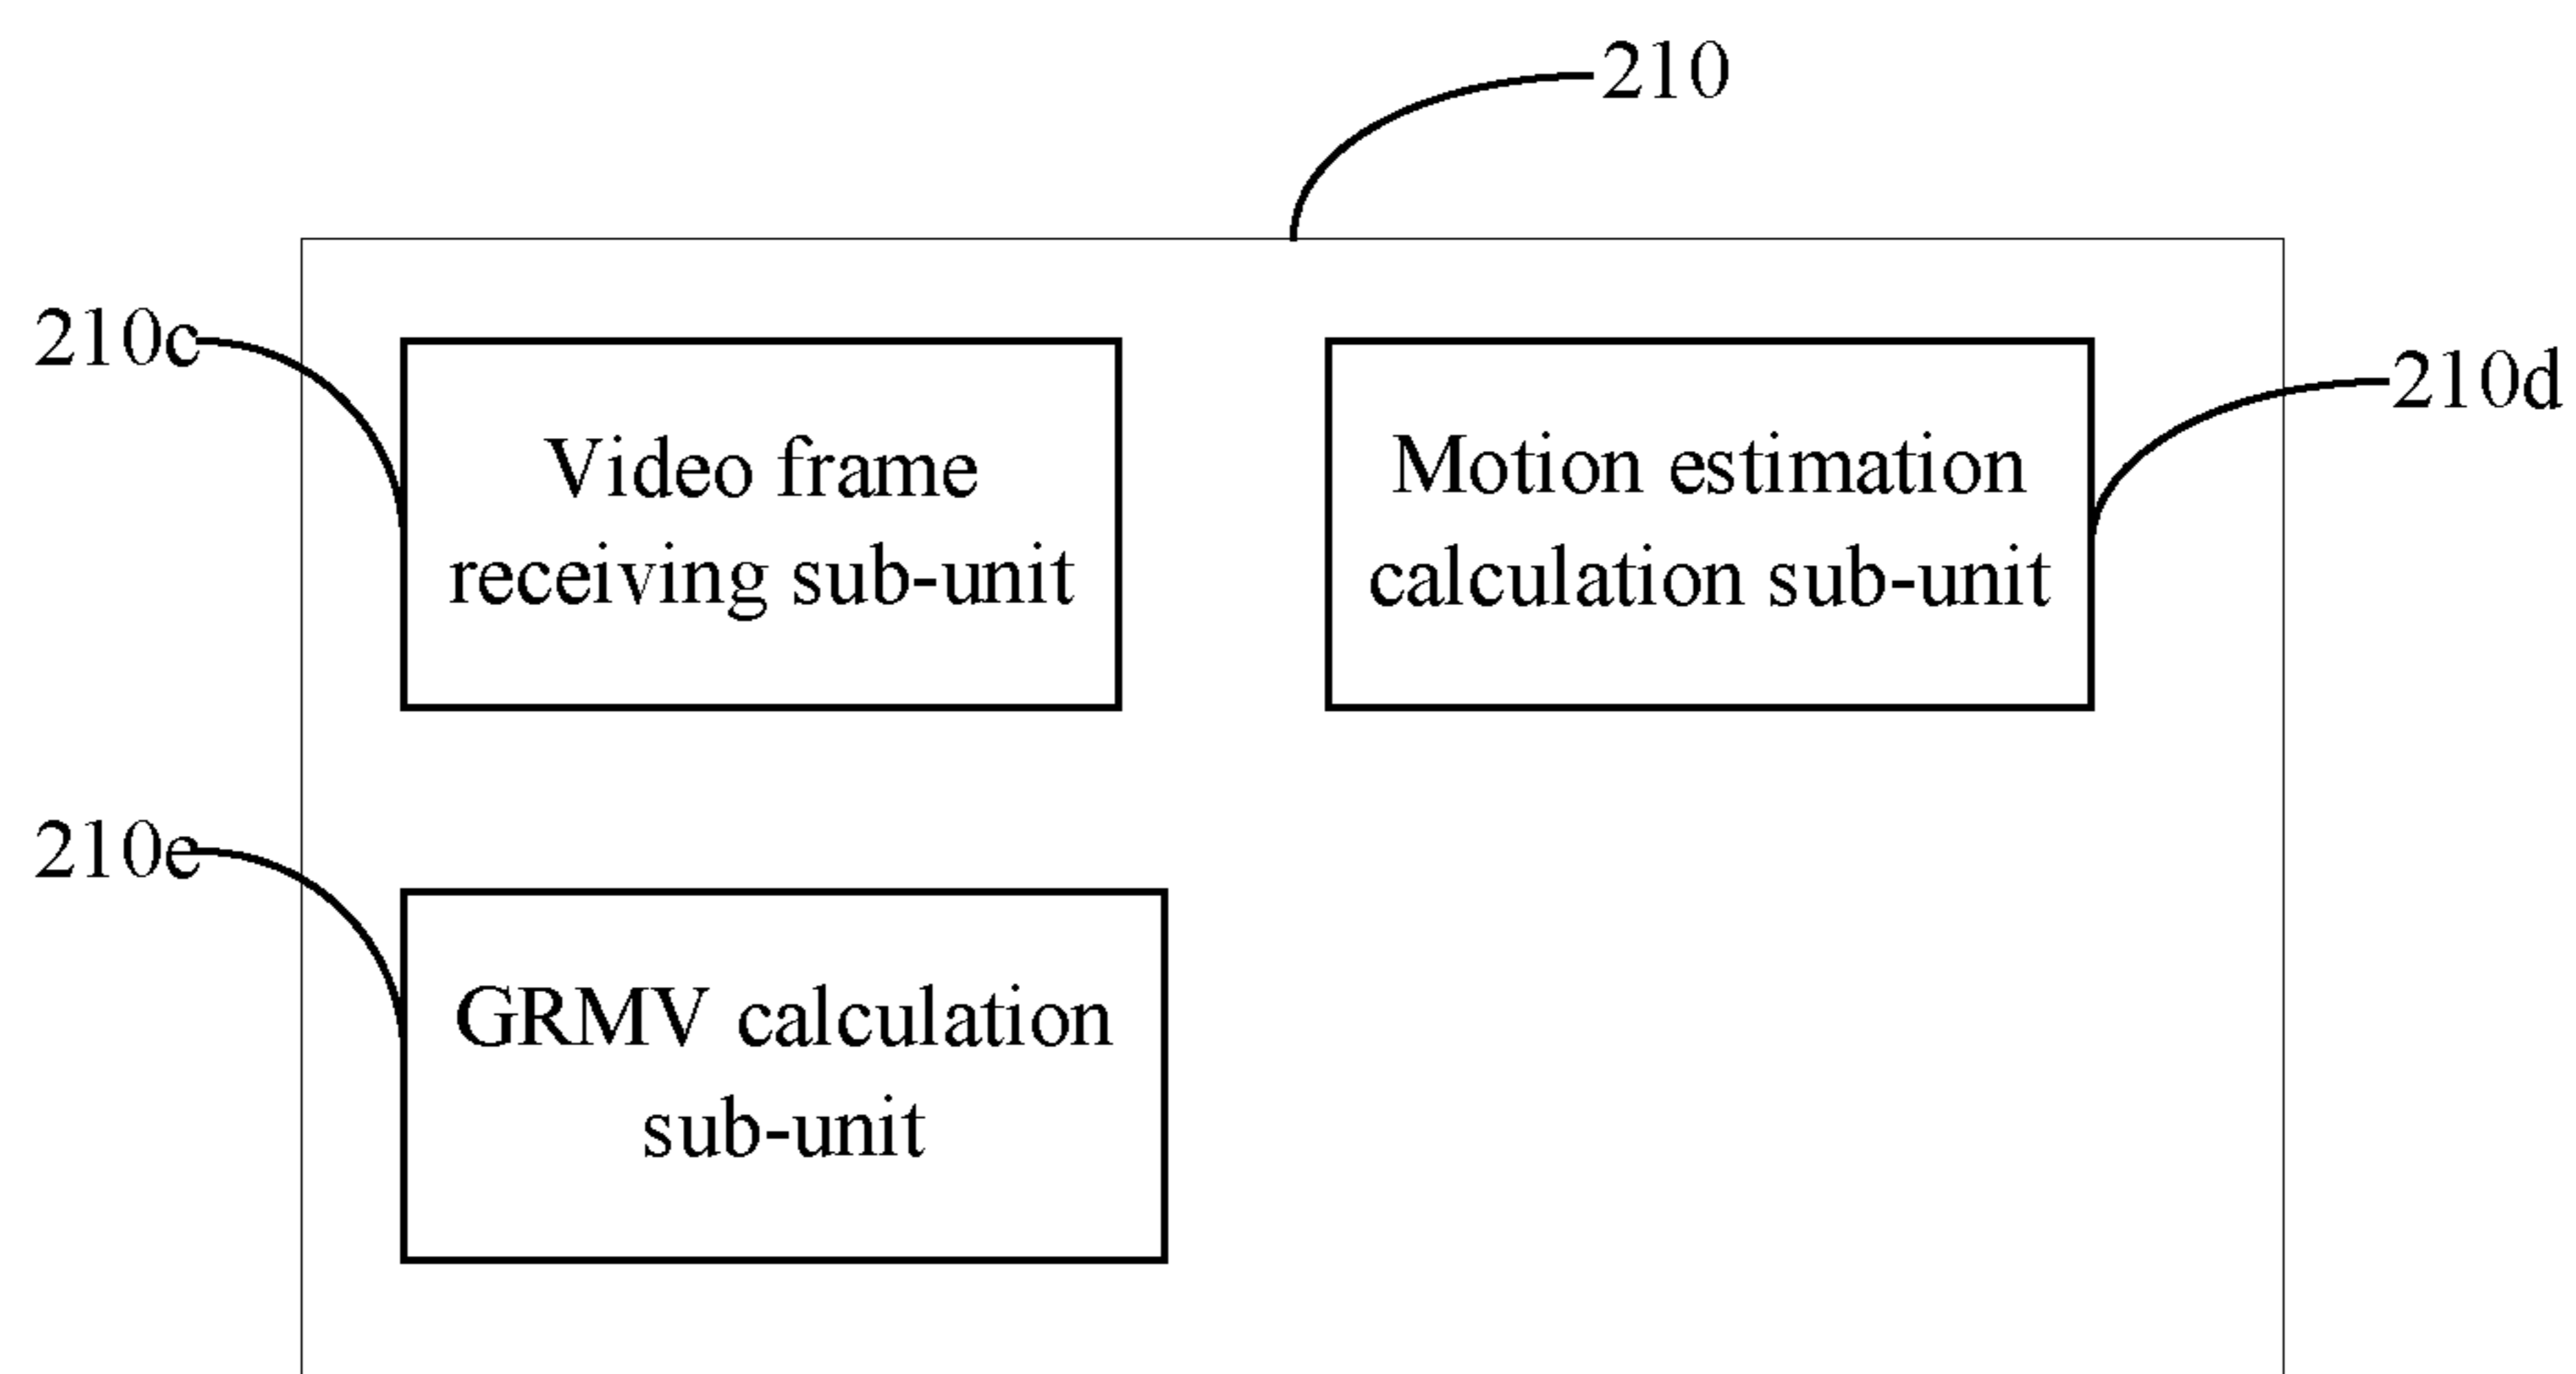 210
210c
Video frame
receiving sub-unit
Motion estimation
calculation sub-unit
210d
210e
GRMV calculation
sub-unit